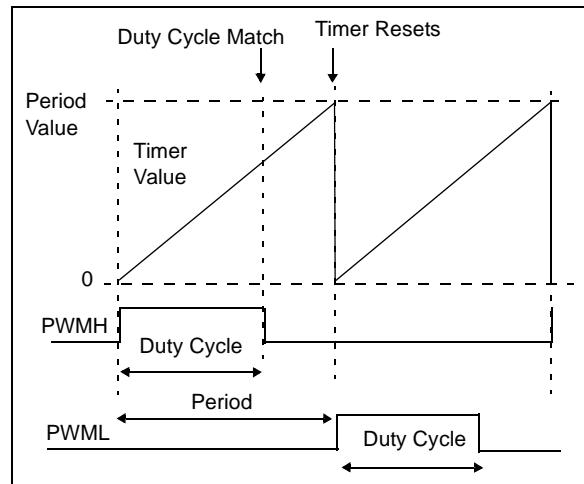 Duty Cycle Match
Timer Resets
Period
Value
Timer
Value
0
PWMH
Duty Cycle
Period
PWML
Duty Cycle